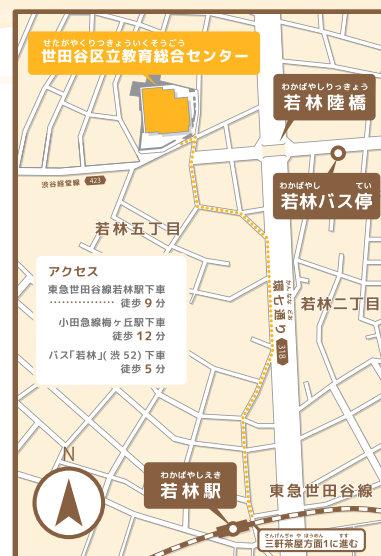 せたがやくりつきょういくそうごう
世田谷区立教育総合センター
わかばやしりっきょう
若林陸橋
渋谷経堂線 423
わかばやし てい
若林バス停
若林五丁目
アクセス
東急世田谷線若林駅下車
徒歩9分
小田急線梅ヶ丘駅下車
徒歩12分
バス「若林」(渋52)下車
徒歩5分
かんななどおり
環七通り
318
若林二丁目
N
わかばやしえき
若林駅
東急世田谷線
さんげんぢゃやほうめん すす
三軒茶屋方面1に進む